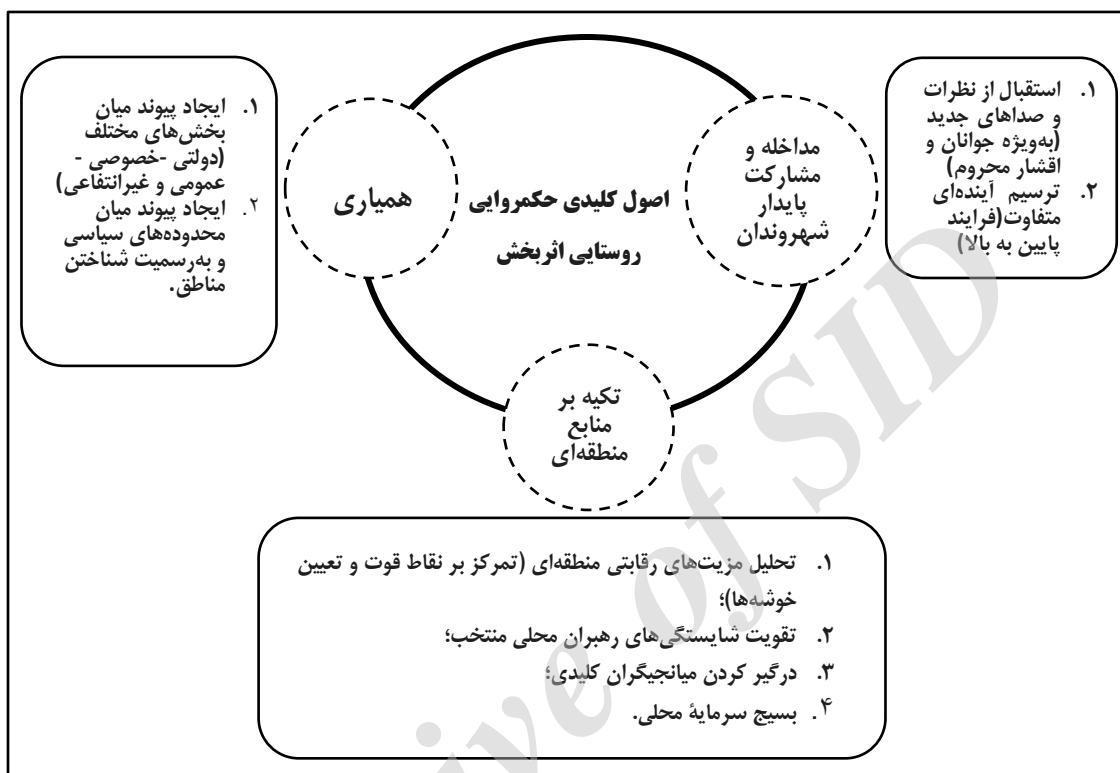 ۱. استقبال از نظرات
و صداهای جدید
(به‌ویژه جوانان و
اقشار محروم)
۲. ترسیم آینده‌ای
متفاوت(فرایند
پایین به بالا)
مداخله و
مشارکت
پایدار
شهروندان
اصول کلیدی حکمروایی
روستایی اثربخش
همیاری
۱. ایجاد پیوند میان
بخش‌های مختلف
(دولتی -خصوصی -
عمومی و غیرانتفاعی)
۲. ایجاد پیوند میان
محدوده‌های سیاسی
و به‌رسمیت شناختن
مناطق.
تکیه بر
منابع
منطقه‌ای
۱. تحلیل مزیت‌های رقابتی منطقه‌ای (تمرکز بر نقاط قوت و تعیین
خوشه‌ها)؛
۲. تقویت شایستگی‌های رهبران محلی منتخب؛
۳. درگیر کردن میانجیگران کلیدی؛
۴. بسیج سرمایۀ محلی.
ive of SID